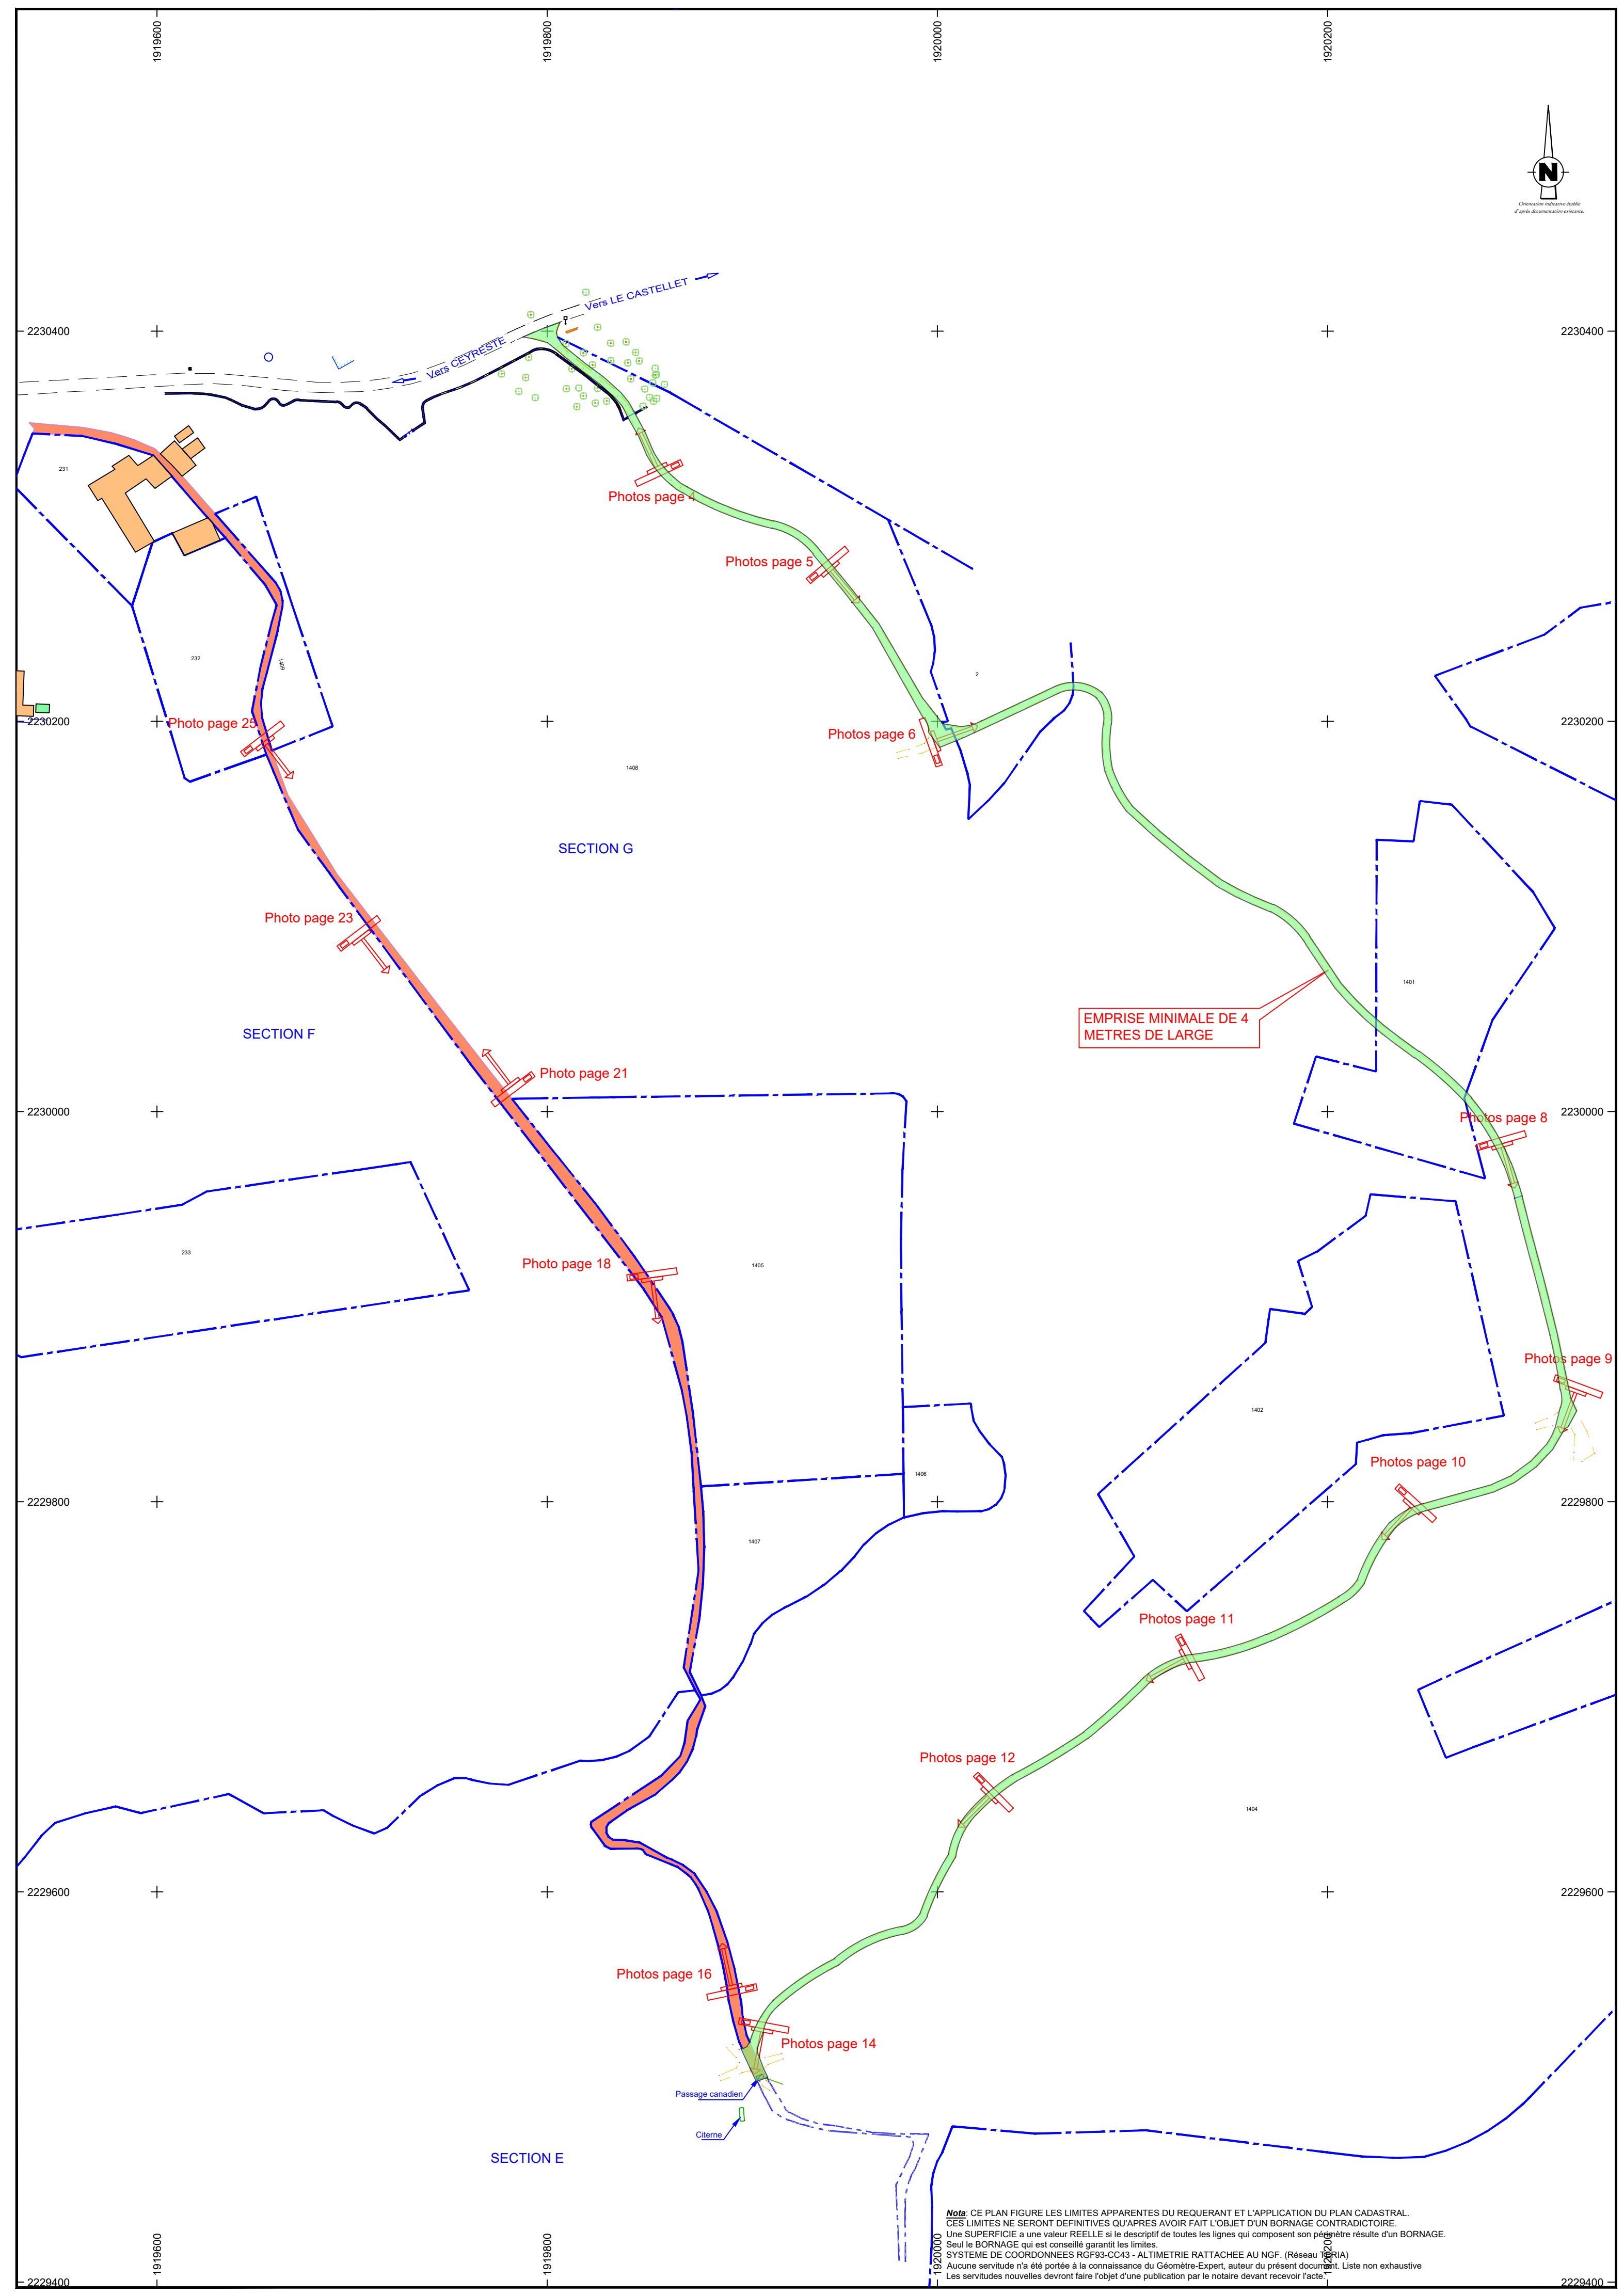 1919600
1919800
1920000
1920200
N
Orientation indicative établie
d'après documentation existante.
Vers LE CASTELLET
2230400
2230400
Vers CEYRESTE
231
Photos page 4
Photos page 5
232
1409
2
2230200
Photo page 25
Photos page 6
2230200
1408
SECTION G
Photo page 23
1401
EMPRISE MINIMALE DE 4
METRES DE LARGE
SECTION F
Photo page 21
2230000
2230000
Photos page 8
233
Photo page 18
1405
Photos page 9
1402
Photos page 10
1406
2229800
2229800
1407
Photos page 11
Photos page 12
1404
2229600
2229600
Photos page 16
Photos page 14
Passage canadien
Citerne
SECTION E
Nota: CE PLAN FIGURE LES LIMITES APPARENTES DU REQUERANT ET L'APPLICATION DU PLAN CADASTRAL.
CES LIMITES NE SERONT DEFINITIVES QU'APRES AVOIR FAIT L'OBJET D'UN BORNAGE CONTRADICTOIRE.
Une SUPERFICIE a une valeur REELLE si le descriptif de toutes les lignes qui composent son périmètre résulte d'un BORNAGE.
Seul le BORNAGE qui est conseillé garantit les limites.
SYSTEME DE COORDONNEES RGF93-CC43 - ALTIMETRIE RATTACHEE AU NGF. (Réseau TERIA)
Aucune servitude n'a été portée à la connaissance du Géomètre-Expert, auteur du présent document. Liste non exhaustive
Les servitudes nouvelles devront faire l'objet d'une publication par le notaire devant recevoir l'acte.
1919600
1919800
1920000
1920200
2229400
2229400